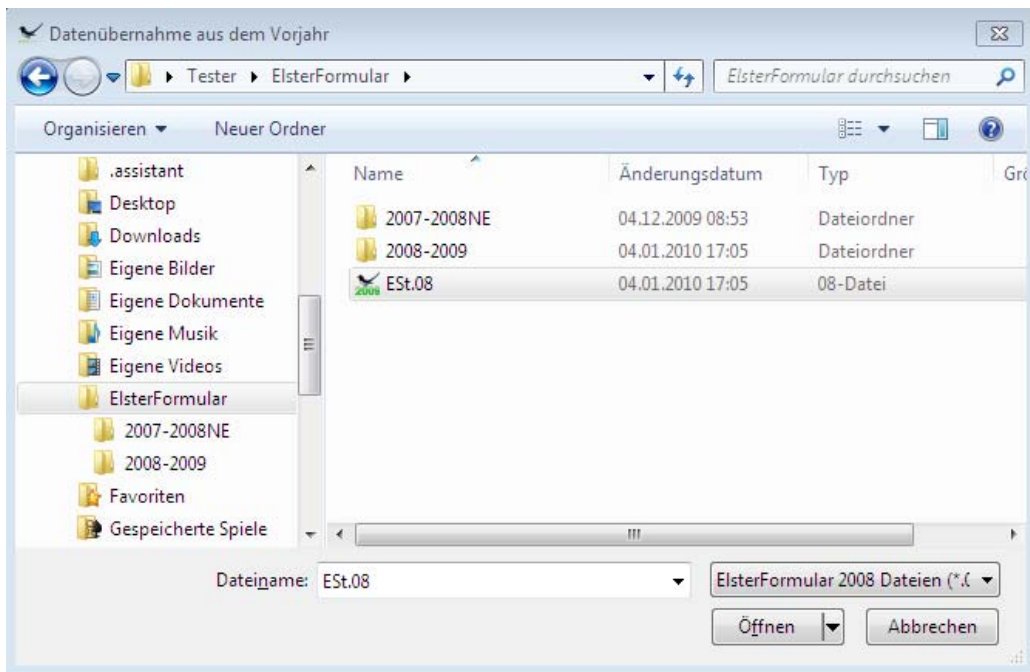 Datenübernahme aus dem Vorjahr
Tester ElsterFormular ElsterFormular durchsuchen
Organisieren Neuer Ordner
.assistant
Desktop
Downloads
Eigene Bilder
Eigene Dokumente
Eigene Musik
Eigene Videos
ElsterFormular
2007-2008NE
2008-2009
Favoriten
Gespeicherte Spiele
Name Änderungsdatum Typ Grö
2007-2008NE 04.12.2009 08:53 Dateiordner
2008-2009 04.01.2010 17:05 Dateiordner
2009 ESt.08 04.01.2010 17:05 08-Datei
Dateiname: ESt.08 ElsterFormular 2008 Dateien (*.0
Öffnen Abbrechen